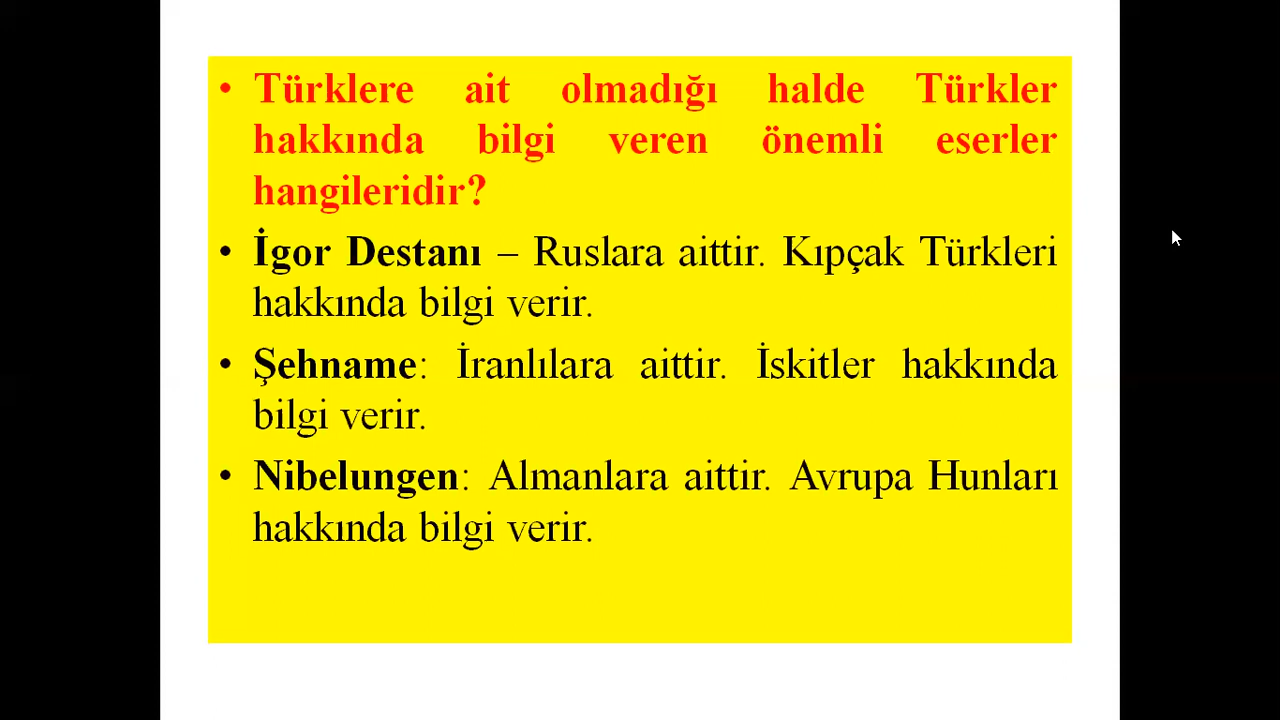 • Türklere ait olmadığı halde Türkler
hakkında bilgi veren önemli eserler
hangileridir?
• İgor Destanı – Ruslara aittir. Kıpçak Türkleri
hakkında bilgi verir.
• Şehname: İranlılara aittir. İskitler hakkında
bilgi verir.
• Nibelungen: Almanlara aittir. Avrupa Hunları
hakkında bilgi verir.